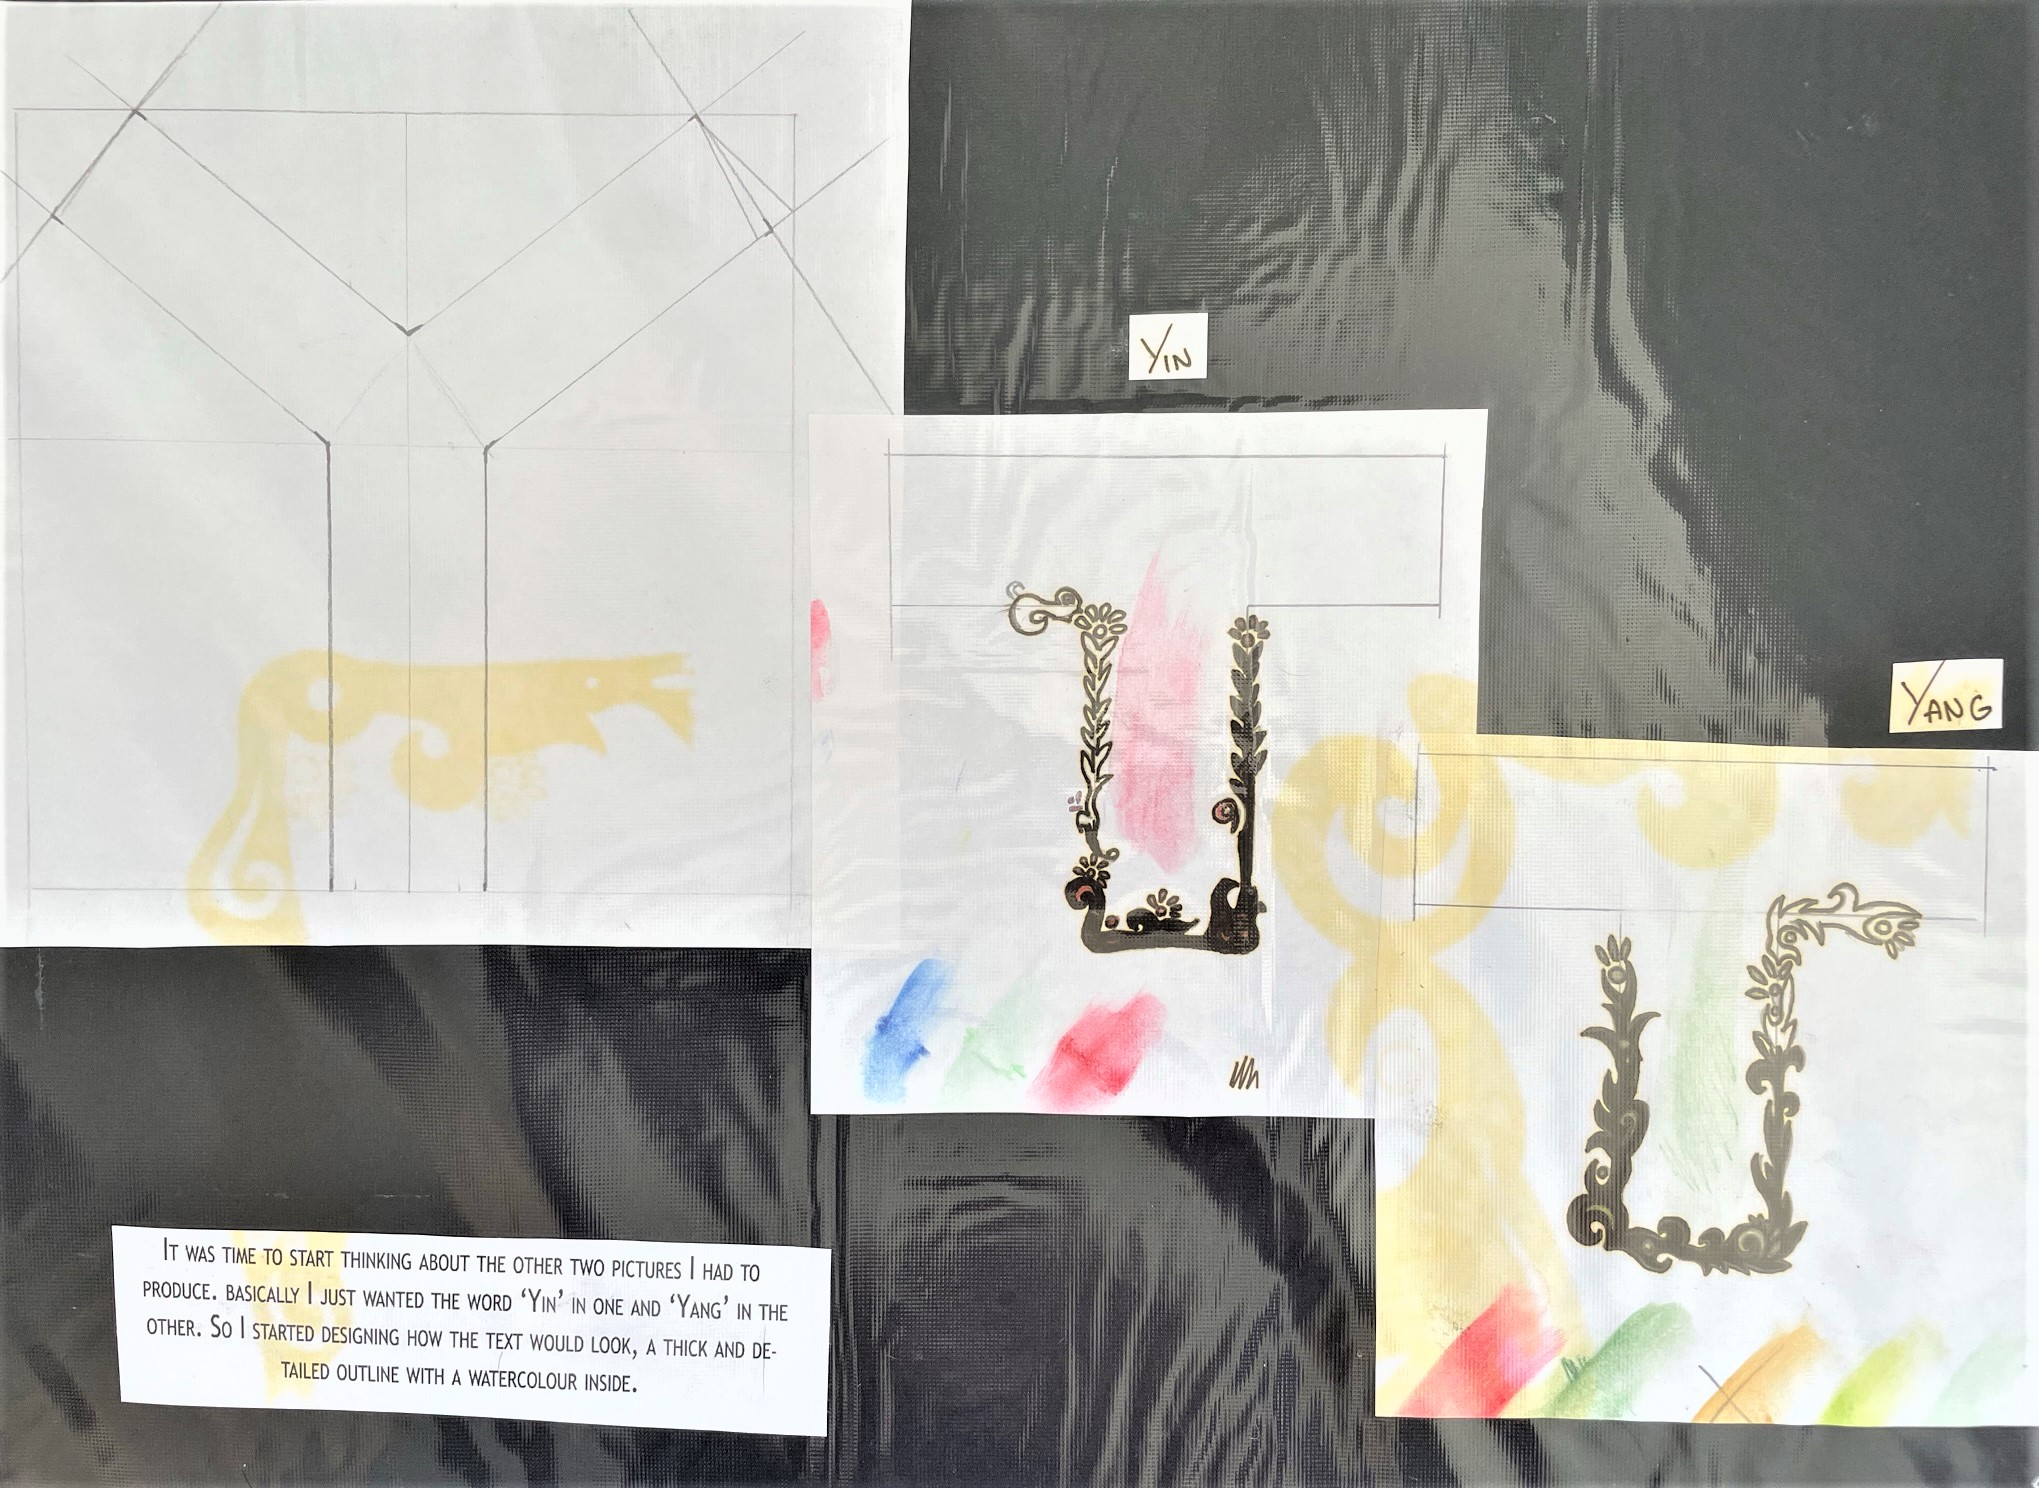 Yin
Yang
It was time to start thinking about the other two pictures I had to
produce. basically I just wanted the word ‘Yin’ in one and ‘Yang’ in the
other. So I started designing how the text would look, a thick and de-
tailed outline with a watercolour inside.